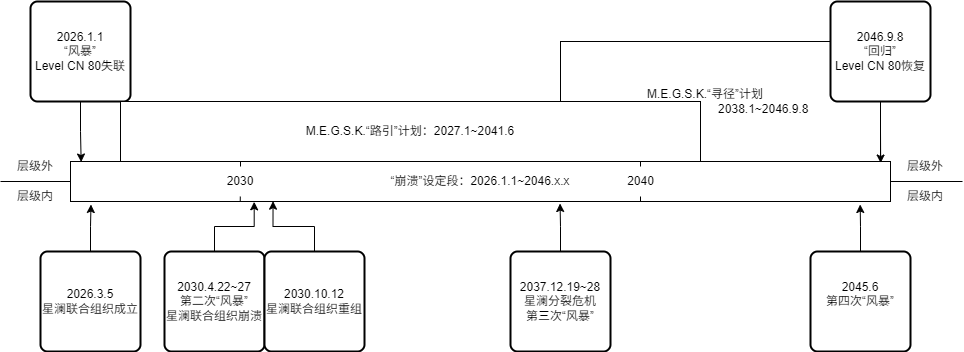 2026.1.1
“风暴”
Level CN 80失联
2046.9.8
“回归”
Level CN 80恢复
M.E.G.S.K.“寻径”计划
2038.1~2046.9.8
M.E.G.S.K.“路引”计划：2027.1~2041.6
层级外
层级外
2030
“崩溃”设定段：2026.1.1~2046.x.x
2040
层级内
层级内
2026.3.5
星澜联合组织成立
2030.4.22~27
第二次“风暴”
星澜联合组织崩溃
2030.10.12
星澜联合组织重组
2037.12.19~28
星澜分裂危机
第三次“风暴”
2045.6
第四次“风暴”